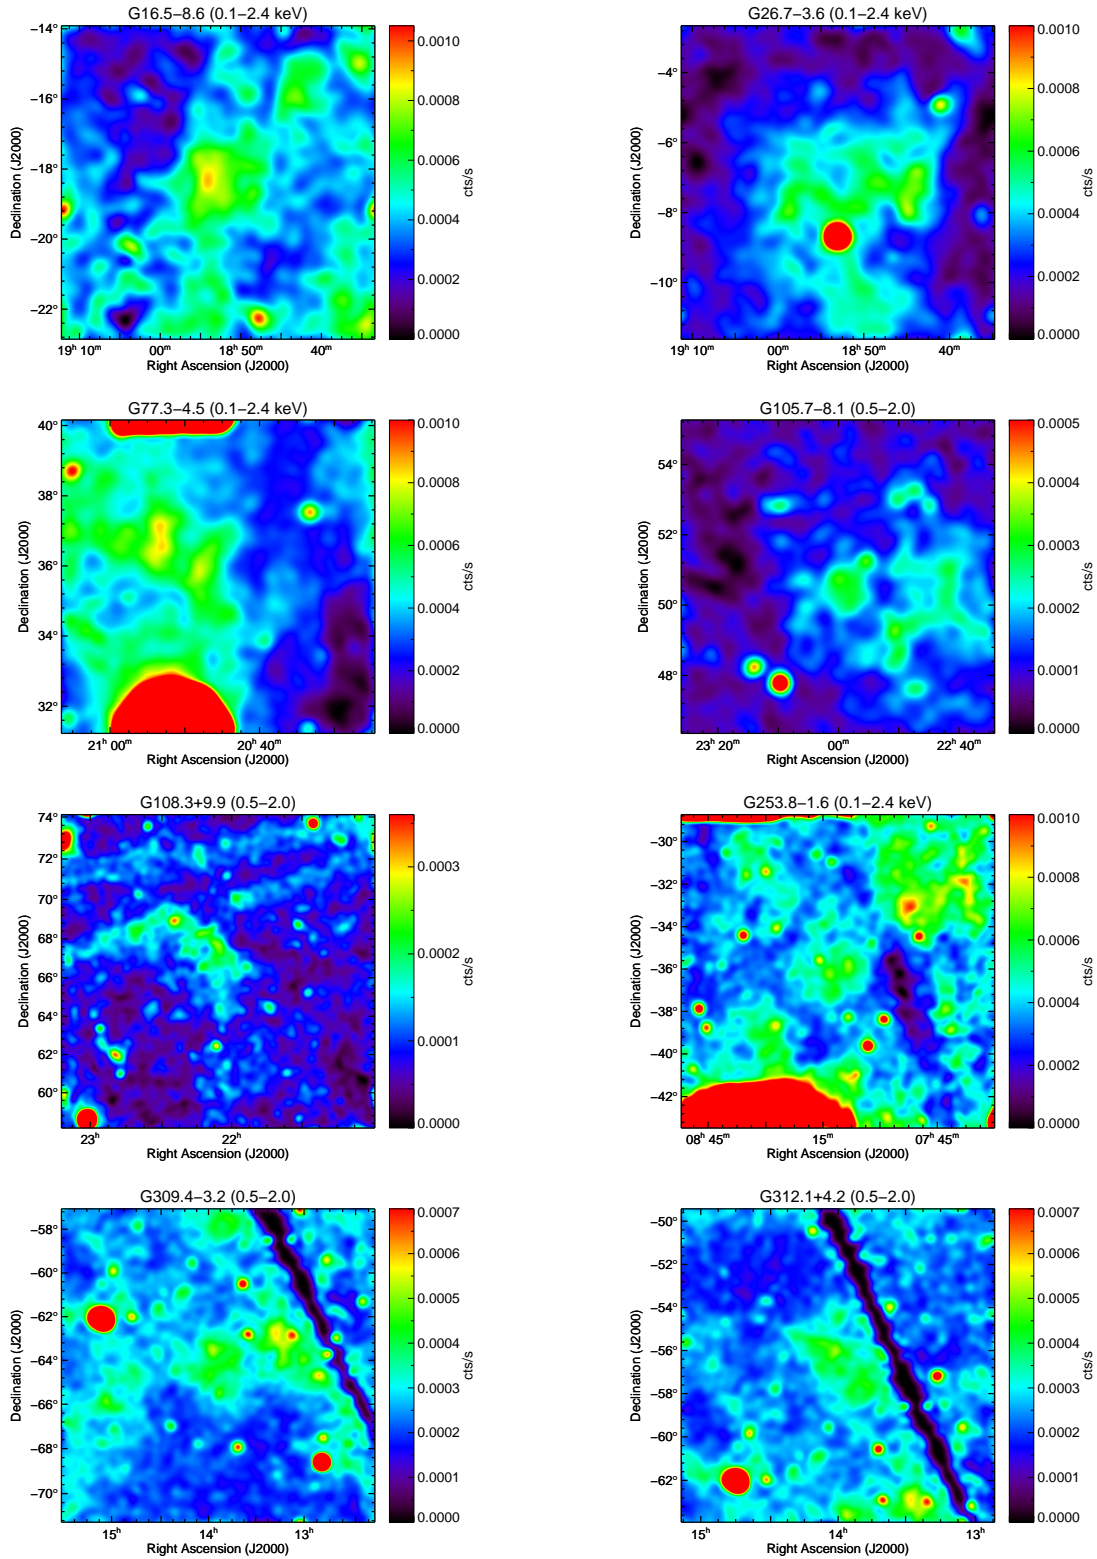 G16.5−8.6 (0.1−2.4 keV)
−14°
−16°
−18°
−20°
−22°
Declination (J2000)
19ʰ 10ᵐ 00ᵐ 18ʰ 50ᵐ 40ᵐ
Right Ascension (J2000)
0.0010
0.0008
0.0006
0.0004
0.0002
0.0000
cts/s
G26.7−3.6 (0.1−2.4 keV)
−4°
−6°
−8°
−10°
Declination (J2000)
19ʰ 10ᵐ 00ᵐ 18ʰ 50ᵐ 40ᵐ
Right Ascension (J2000)
0.0010
0.0008
0.0006
0.0004
0.0002
0.0000
cts/s
G77.3−4.5 (0.1−2.4 keV)
40°
38°
36°
34°
32°
Declination (J2000)
21ʰ 00ᵐ 20ʰ 40ᵐ
Right Ascension (J2000)
0.0010
0.0008
0.0006
0.0004
0.0002
0.0000
cts/s
G105.7−8.1 (0.5−2.0)
54°
52°
50°
48°
Declination (J2000)
23ʰ 20ᵐ 00ᵐ 22ʰ 40ᵐ
Right Ascension (J2000)
0.0005
0.0004
0.0003
0.0002
0.0001
0.0000
cts/s
G108.3+9.9 (0.5−2.0)
74°
72°
70°
68°
66°
64°
62°
60°
Declination (J2000)
23ʰ 22ʰ
Right Ascension (J2000)
0.0003
0.0002
0.0001
0.0000
cts/s
G253.8−1.6 (0.1−2.4 keV)
−30°
−32°
−34°
−36°
−38°
−40°
−42°
Declination (J2000)
08ʰ 45ᵐ 15ᵐ 07ʰ 45ᵐ
Right Ascension (J2000)
0.0010
0.0008
0.0006
0.0004
0.0002
0.0000
cts/s
G309.4−3.2 (0.5−2.0)
−58°
−60°
−62°
−64°
−66°
−68°
−70°
Declination (J2000)
15ʰ 14ʰ 13ʰ
Right Ascension (J2000)
0.0007
0.0006
0.0005
0.0004
0.0003
0.0002
0.0001
0.0000
cts/s
G312.1+4.2 (0.5−2.0)
−50°
−52°
−54°
−56°
−58°
−60°
−62°
Declination (J2000)
15ʰ 14ʰ 13ʰ
Right Ascension (J2000)
0.0007
0.0006
0.0005
0.0004
0.0003
0.0002
0.0001
0.0000
cts/s